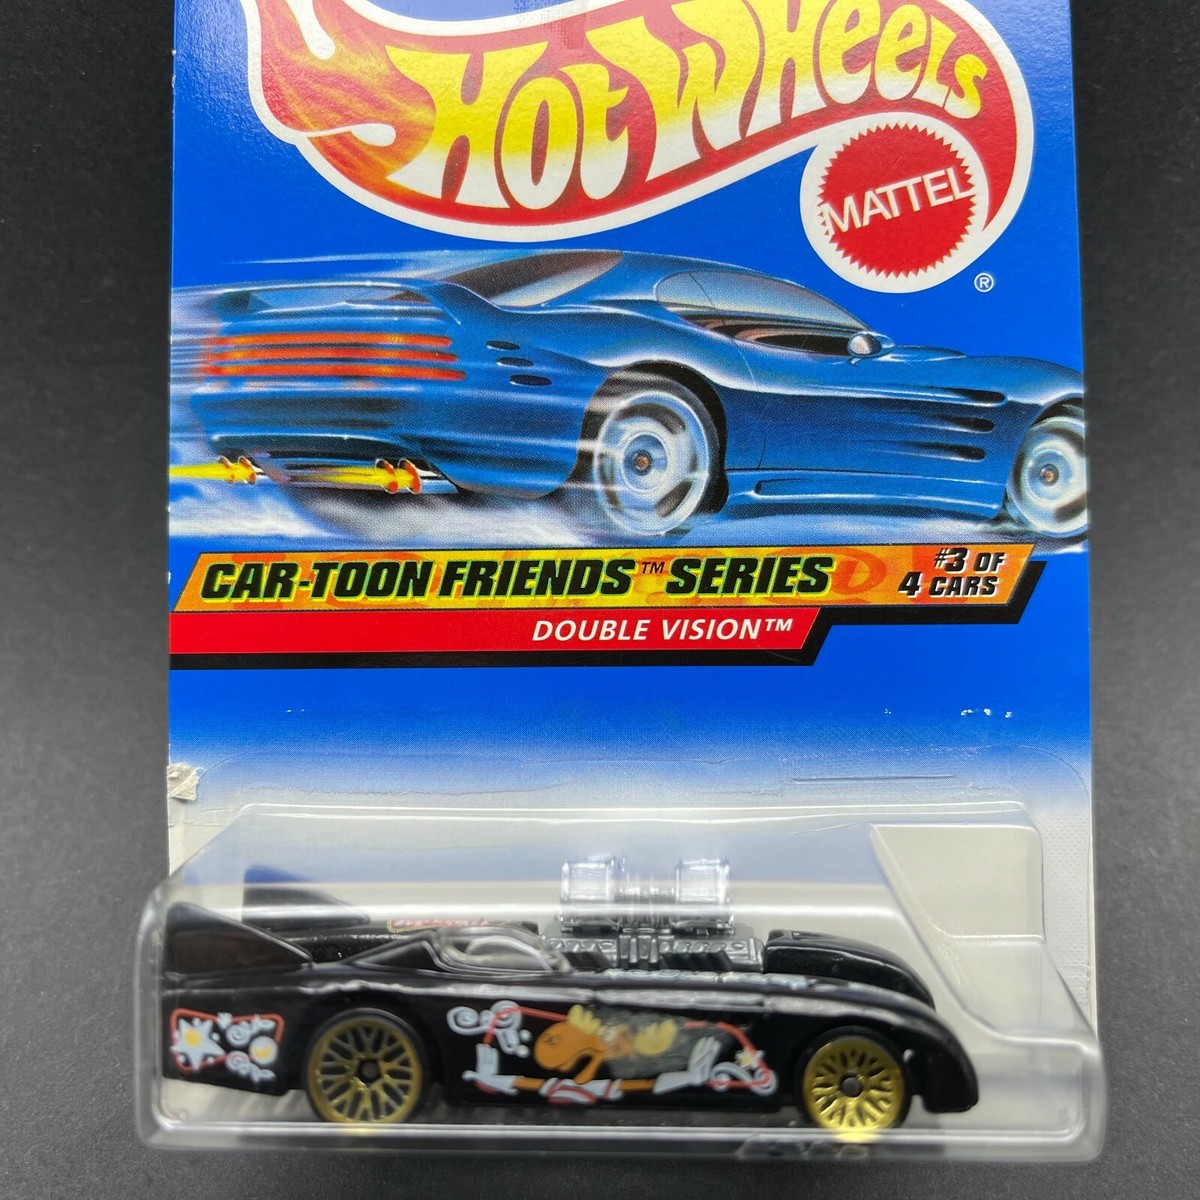 Hot Wheels
MATTEL
®
CAR-TOON FRIENDS™ SERIES
#3 OF
4 CARS
DOUBLE VISION™